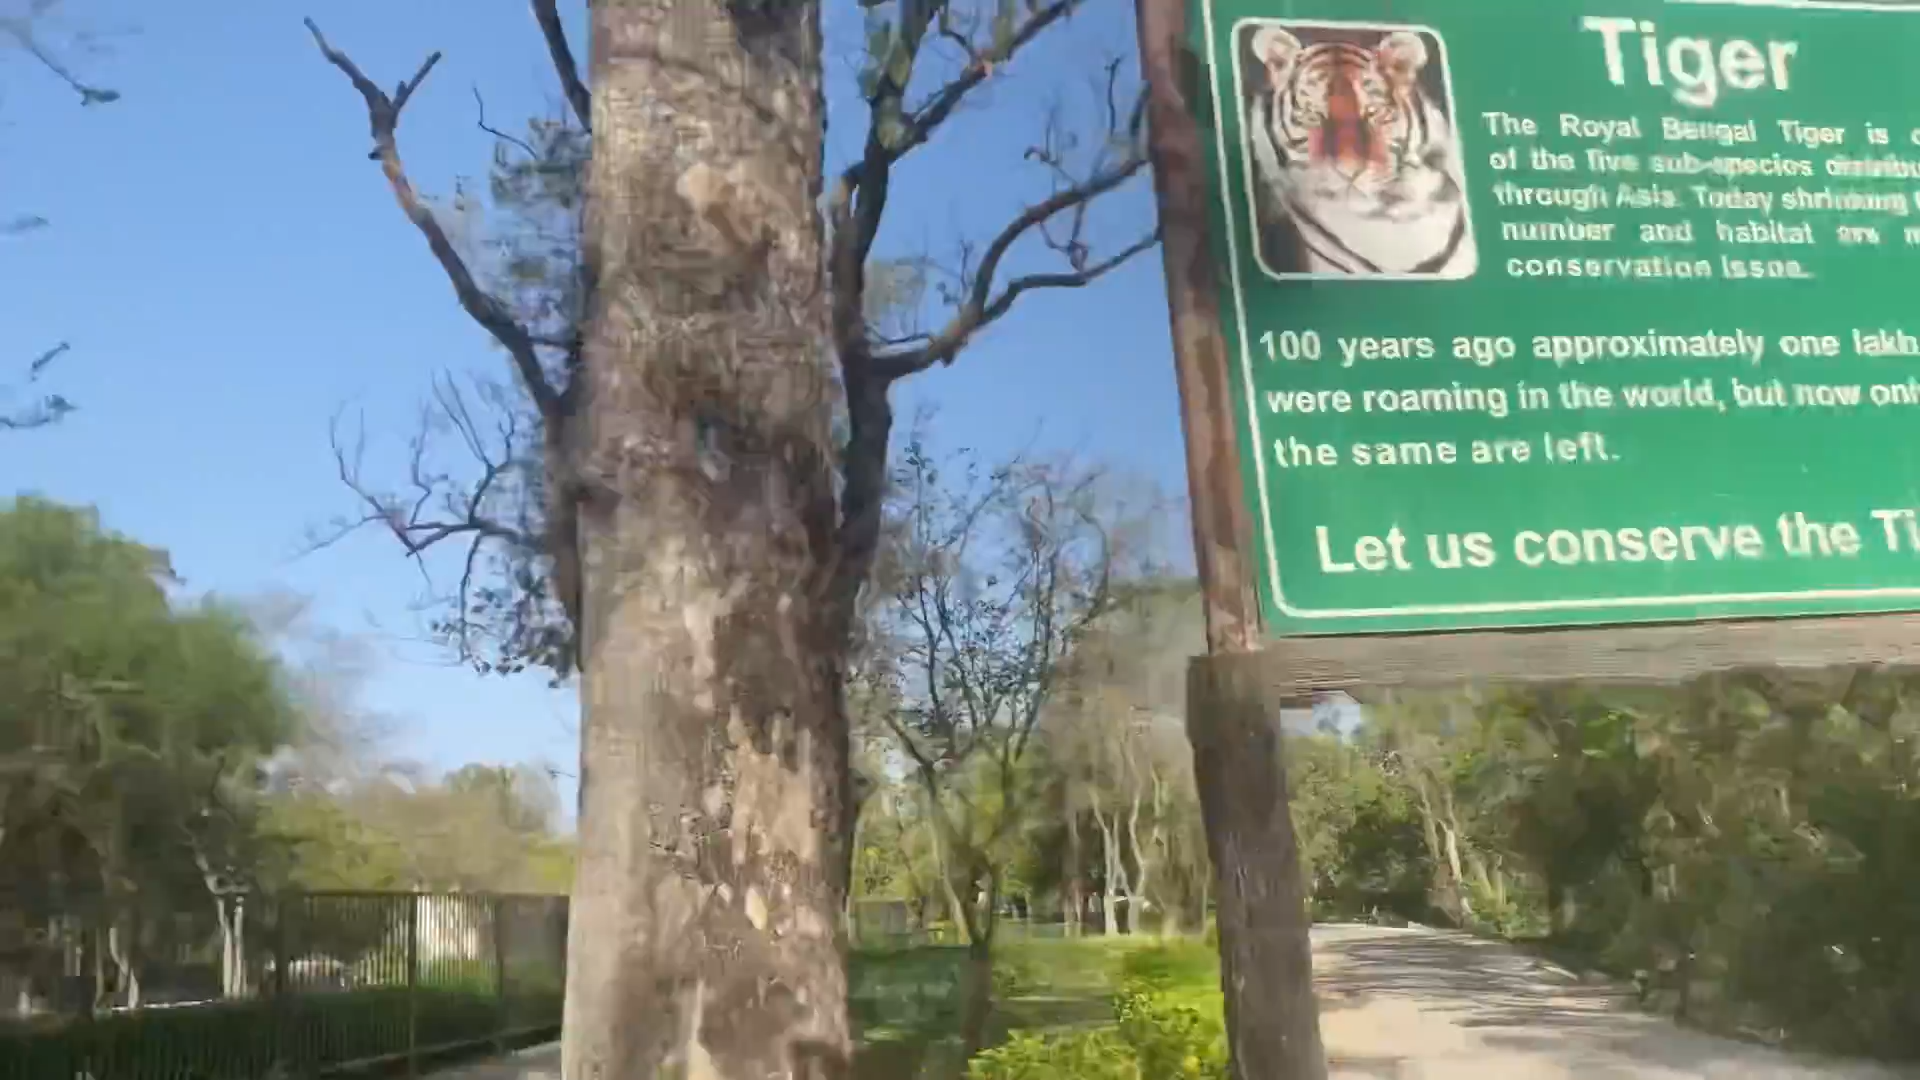 Tiger
The Royal Bengal Tiger is
of the five sub-species
through Asia. Today shrinking
number and habitat are
conservation issue.
100 years ago approximately one lakh
were roaming in the world, but now
the same are left.
Let us conserve the